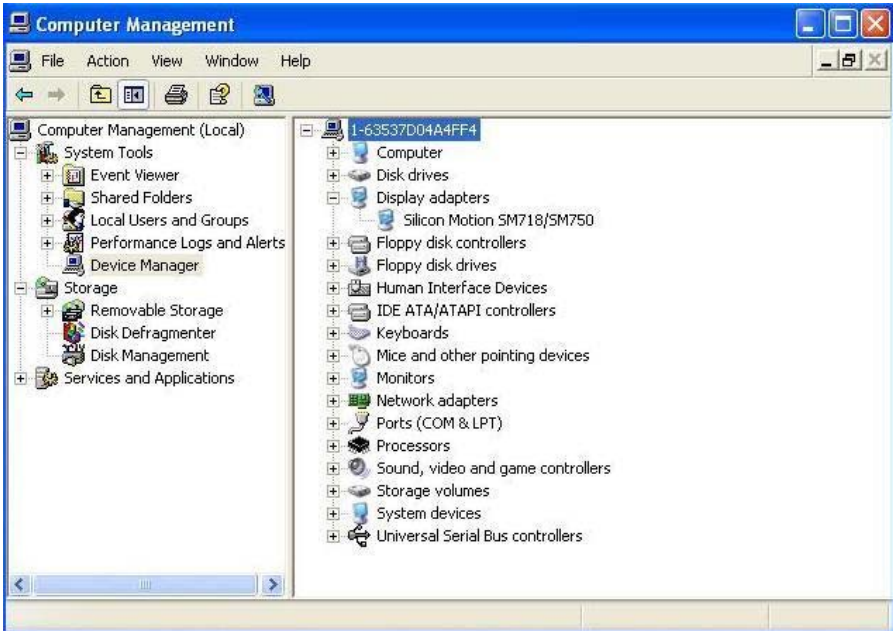 Computer Management
File Action View Window Help
Computer Management (Local)
System Tools
Event Viewer
Shared Folders
Local Users and Groups
Performance Logs and Alerts
Device Manager
Storage
Removable Storage
Disk Defragmenter
Disk Management
Services and Applications
1-63537D04A4FF4
Computer
Disk drives
Display adapters
Silicon Motion SM718/SM750
Floppy disk controllers
Floppy disk drives
Human Interface Devices
IDE ATA/ATAPI controllers
Keyboards
Mice and other pointing devices
Monitors
Network adapters
Ports (COM & LPT)
Processors
Sound, video and game controllers
Storage volumes
System devices
Universal Serial Bus controllers